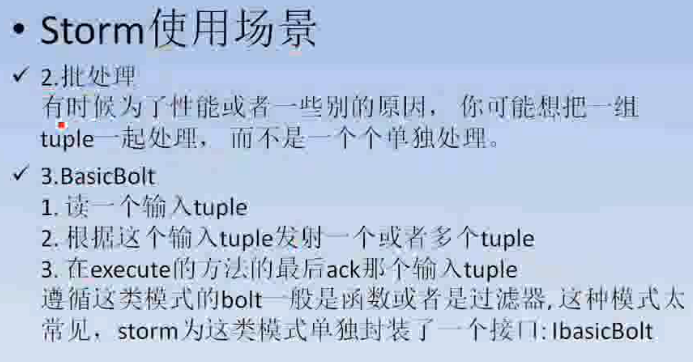 • Storm使用场景
✓ 2.批处理
有时候为了性能或者一些别的原因， 你可能想把一组
tuple一起处理， 而不是一个个单独处理。
✓ 3.BasicBolt
1. 读一个输入tuple
2. 根据这个输入tuple发射一个或者多个tuple
3. 在execute的方法的最后ack那个输入tuple
遵循这类模式的bolt一般是函数或者是过滤器, 这种模式太
常见，storm为这类模式单独封装了一个接口: IbasicBolt